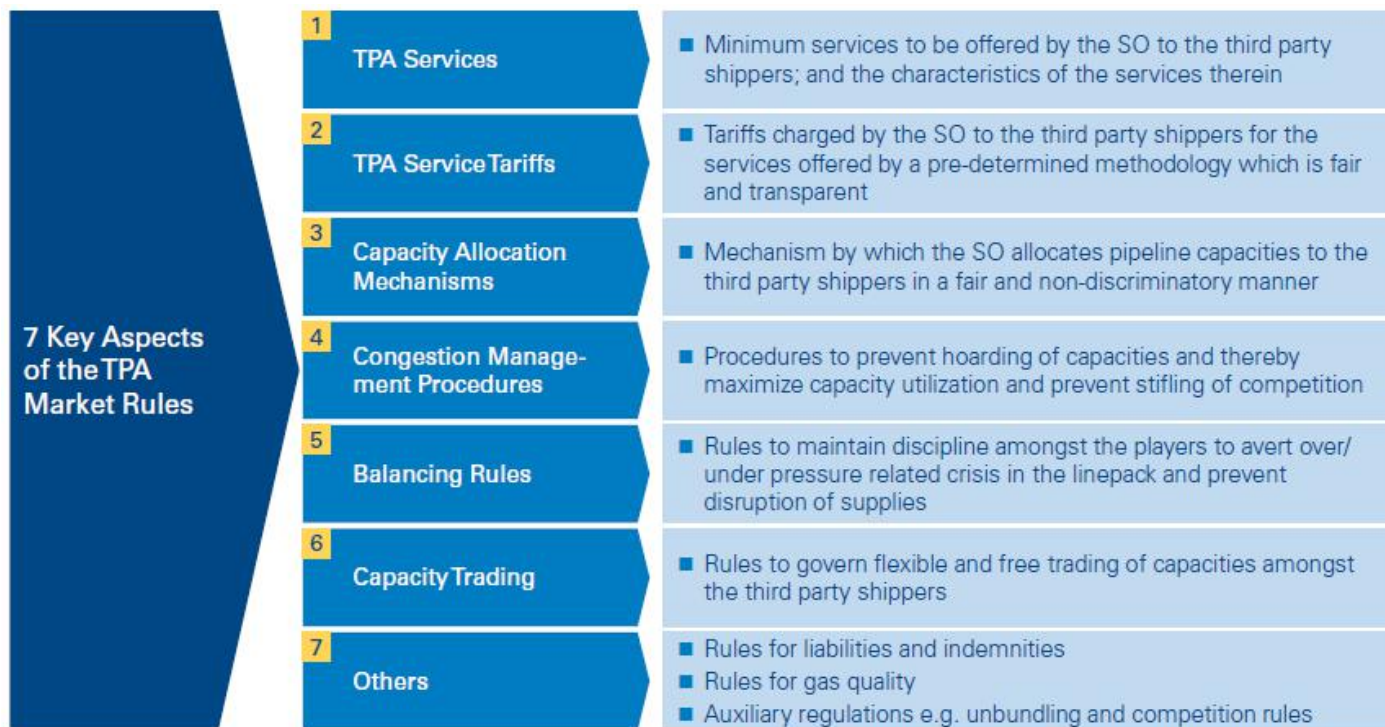 7 Key Aspects
of the TPA
Market Rules
1
TPA Services
■ Minimum services to be offered by the SO to the third party
shippers; and the characteristics of the services therein
2
TPA Service Tariffs
■ Tariffs charged by the SO to the third party shippers for the
services offered by a pre-determined methodology which is fair
and transparent
3
Capacity Allocation
Mechanisms
■ Mechanism by which the SO allocates pipeline capacities to the
third party shippers in a fair and non-discriminatory manner
4
Congestion Manage-
ment Procedures
■ Procedures to prevent hoarding of capacities and thereby
maximize capacity utilization and prevent stifling of competition
5
Balancing Rules
■ Rules to maintain discipline amongst the players to avert over/
under pressure related crisis in the linepack and prevent
disruption of supplies
6
Capacity Trading
■ Rules to govern flexible and free trading of capacities amongst
the third party shippers
7
Others
■ Rules for liabilities and indemnities
■ Rules for gas quality
■ Auxiliary regulations e.g. unbundling and competition rules